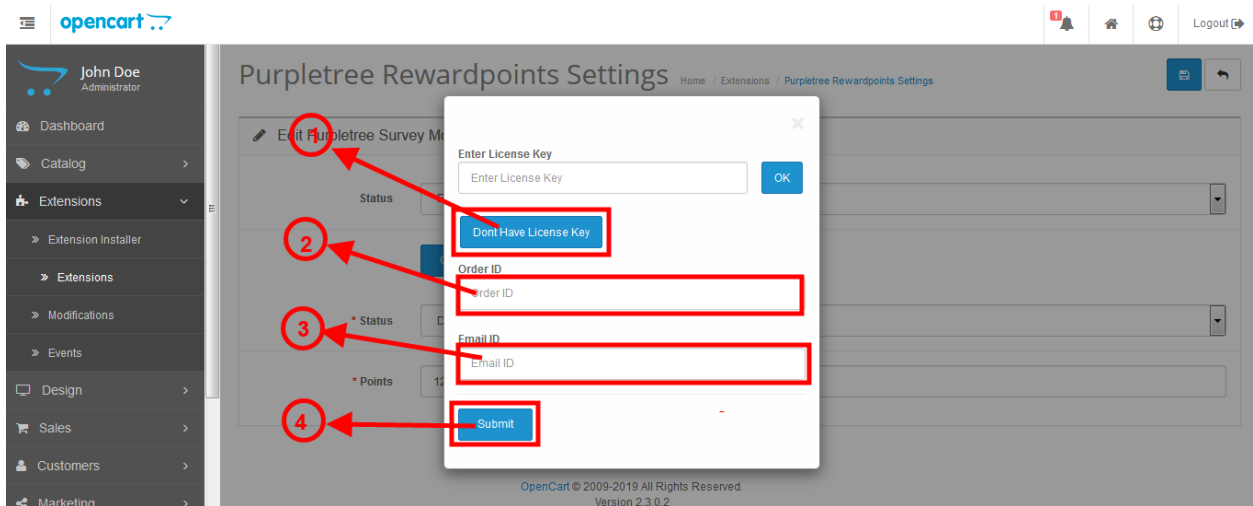 1
opencart
Logout
John Doe
Administrator
Purpletree Rewardpoints Settings
Home / Extensions / Purpletree Rewardpoints Settings
Dashboard
Catalog
Extensions
Extension Installer
Extensions
Modifications
Events
Design
Sales
Customers
Marketing
Edit Purpletree Survey
Status
* Status
* Points
12
Enter License Key
Enter License Key
OK
Dont Have License Key
Order ID
Order ID
Email ID
Email ID
Submit
1
2
3
4
OpenCart © 2009-2019 All Rights Reserved.
Version 2.3.0.2